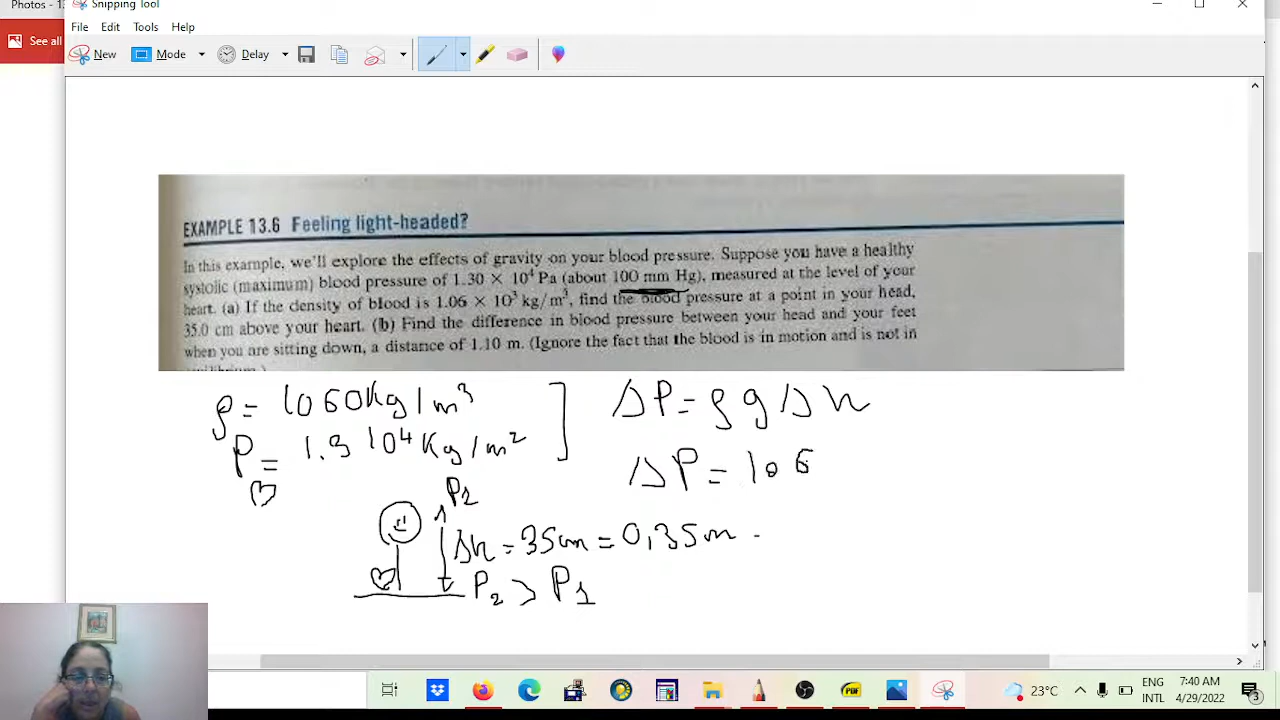 Photos - 1
Snipping Tool
File Edit Tools Help
See all
New Mode Delay
EXAMPLE 13.6 Feeling light-headed?
In this example, we'll explore the effects of gravity on your blood pressure. Suppose you have a healthy
systolic (maximum) blood pressure of 1.30 × 10⁴ Pa (about 100 mm Hg), measured at the level of your
heart. (a) If the density of blood is 1.06 × 10³ kg/m³, find the blood pressure at a point in your head,
35.0 cm above your heart. (b) Find the difference in blood pressure between your head and your feet
when you are sitting down, a distance of 1.10 m. (Ignore the fact that the blood is in motion and is not in
ρ = 1060 Kg/m³
P = 1.3 10⁴ Kg/m²
ΔP = ρ g Δh
ΔP = 106
Δh = 35cm = 0,35m
P₂ > P₁
PDF
23°C
INTL
7:40 AM
4/29/2022
3